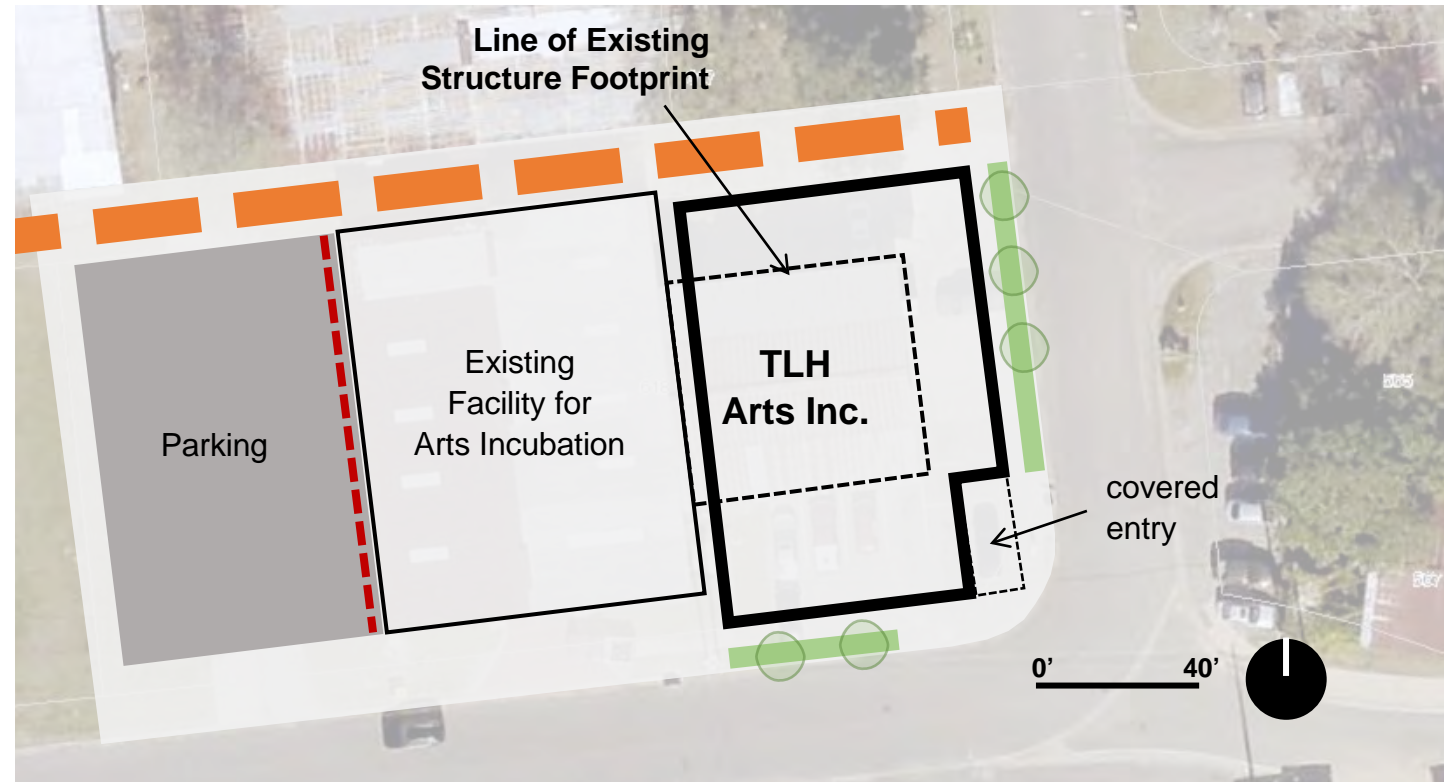 Line of Existing
Structure Footprint
Existing
Facility for
Arts Incubation
TLH
Arts Inc.
Parking
covered
entry
0’
40’